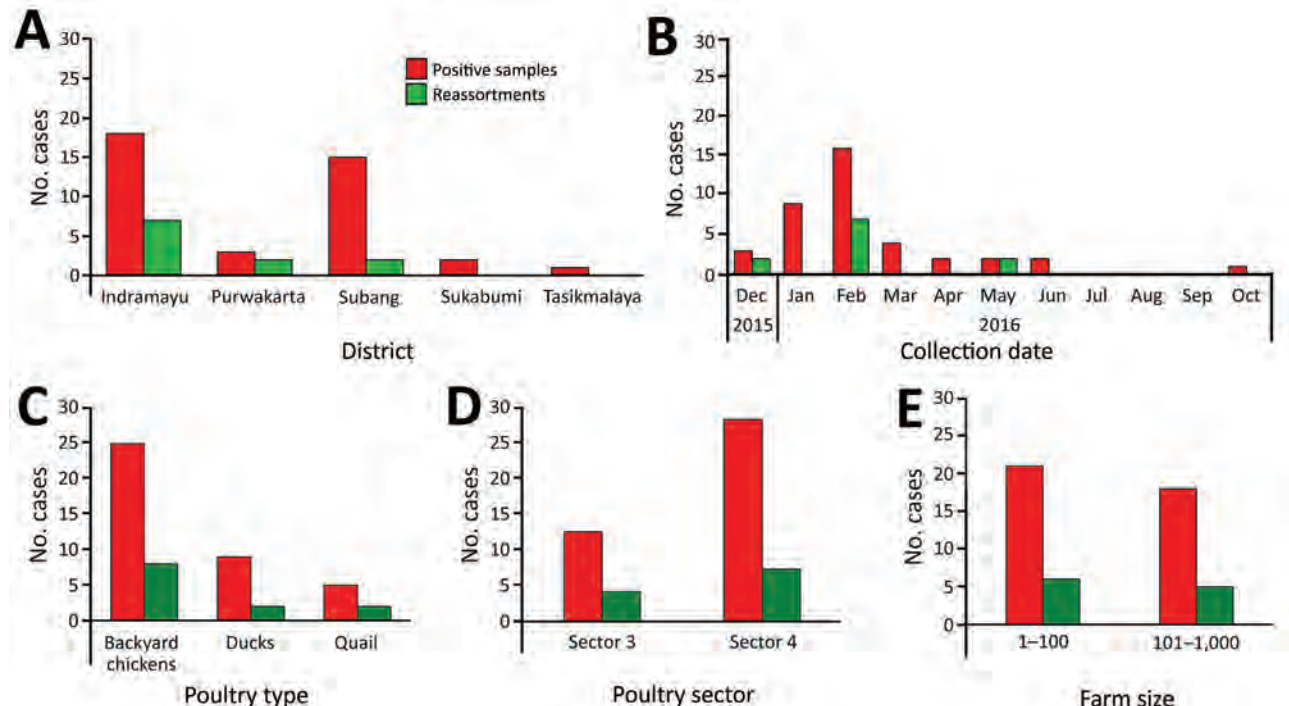 A
30
25
20
15
10
5
0
No. cases
Positive samples
Reassortments
Indramayu Purwakarta Subang Sukabumi Tasikmalaya
District
B
30
25
20
15
10
5
0
No. cases
Dec Jan Feb Mar Apr May Jun Jul Aug Sep Oct
2015 2016
Collection date
C
30
25
20
15
10
5
0
No. cases
Backyard chickens Ducks Quail
Poultry type
D
30
25
20
15
10
5
0
No. cases
Sector 3 Sector 4
Poultry sector
E
30
25
20
15
10
5
0
No. cases
1–100 101–1,000
Farm size